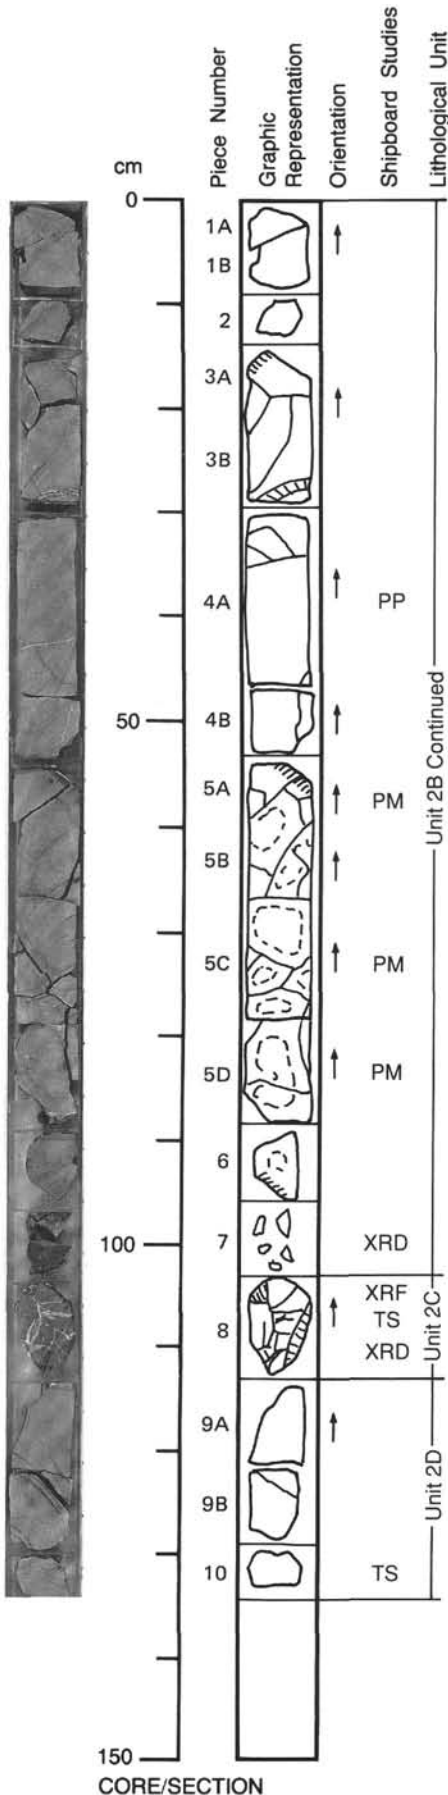 cm
Piece Number
Graphic
Representation
Orientation
Shipboard Studies
Lithological Unit
0
1A
1B
2
3A
3B
4A PP
50
4B
Unit 2B Continued
5A PM
5B
5C PM
5D PM
6
100
7 XRD
8
XRF
TS
XRD
Unit 2C
9A
9B
Unit 2D
10 TS
150
CORE/SECTION